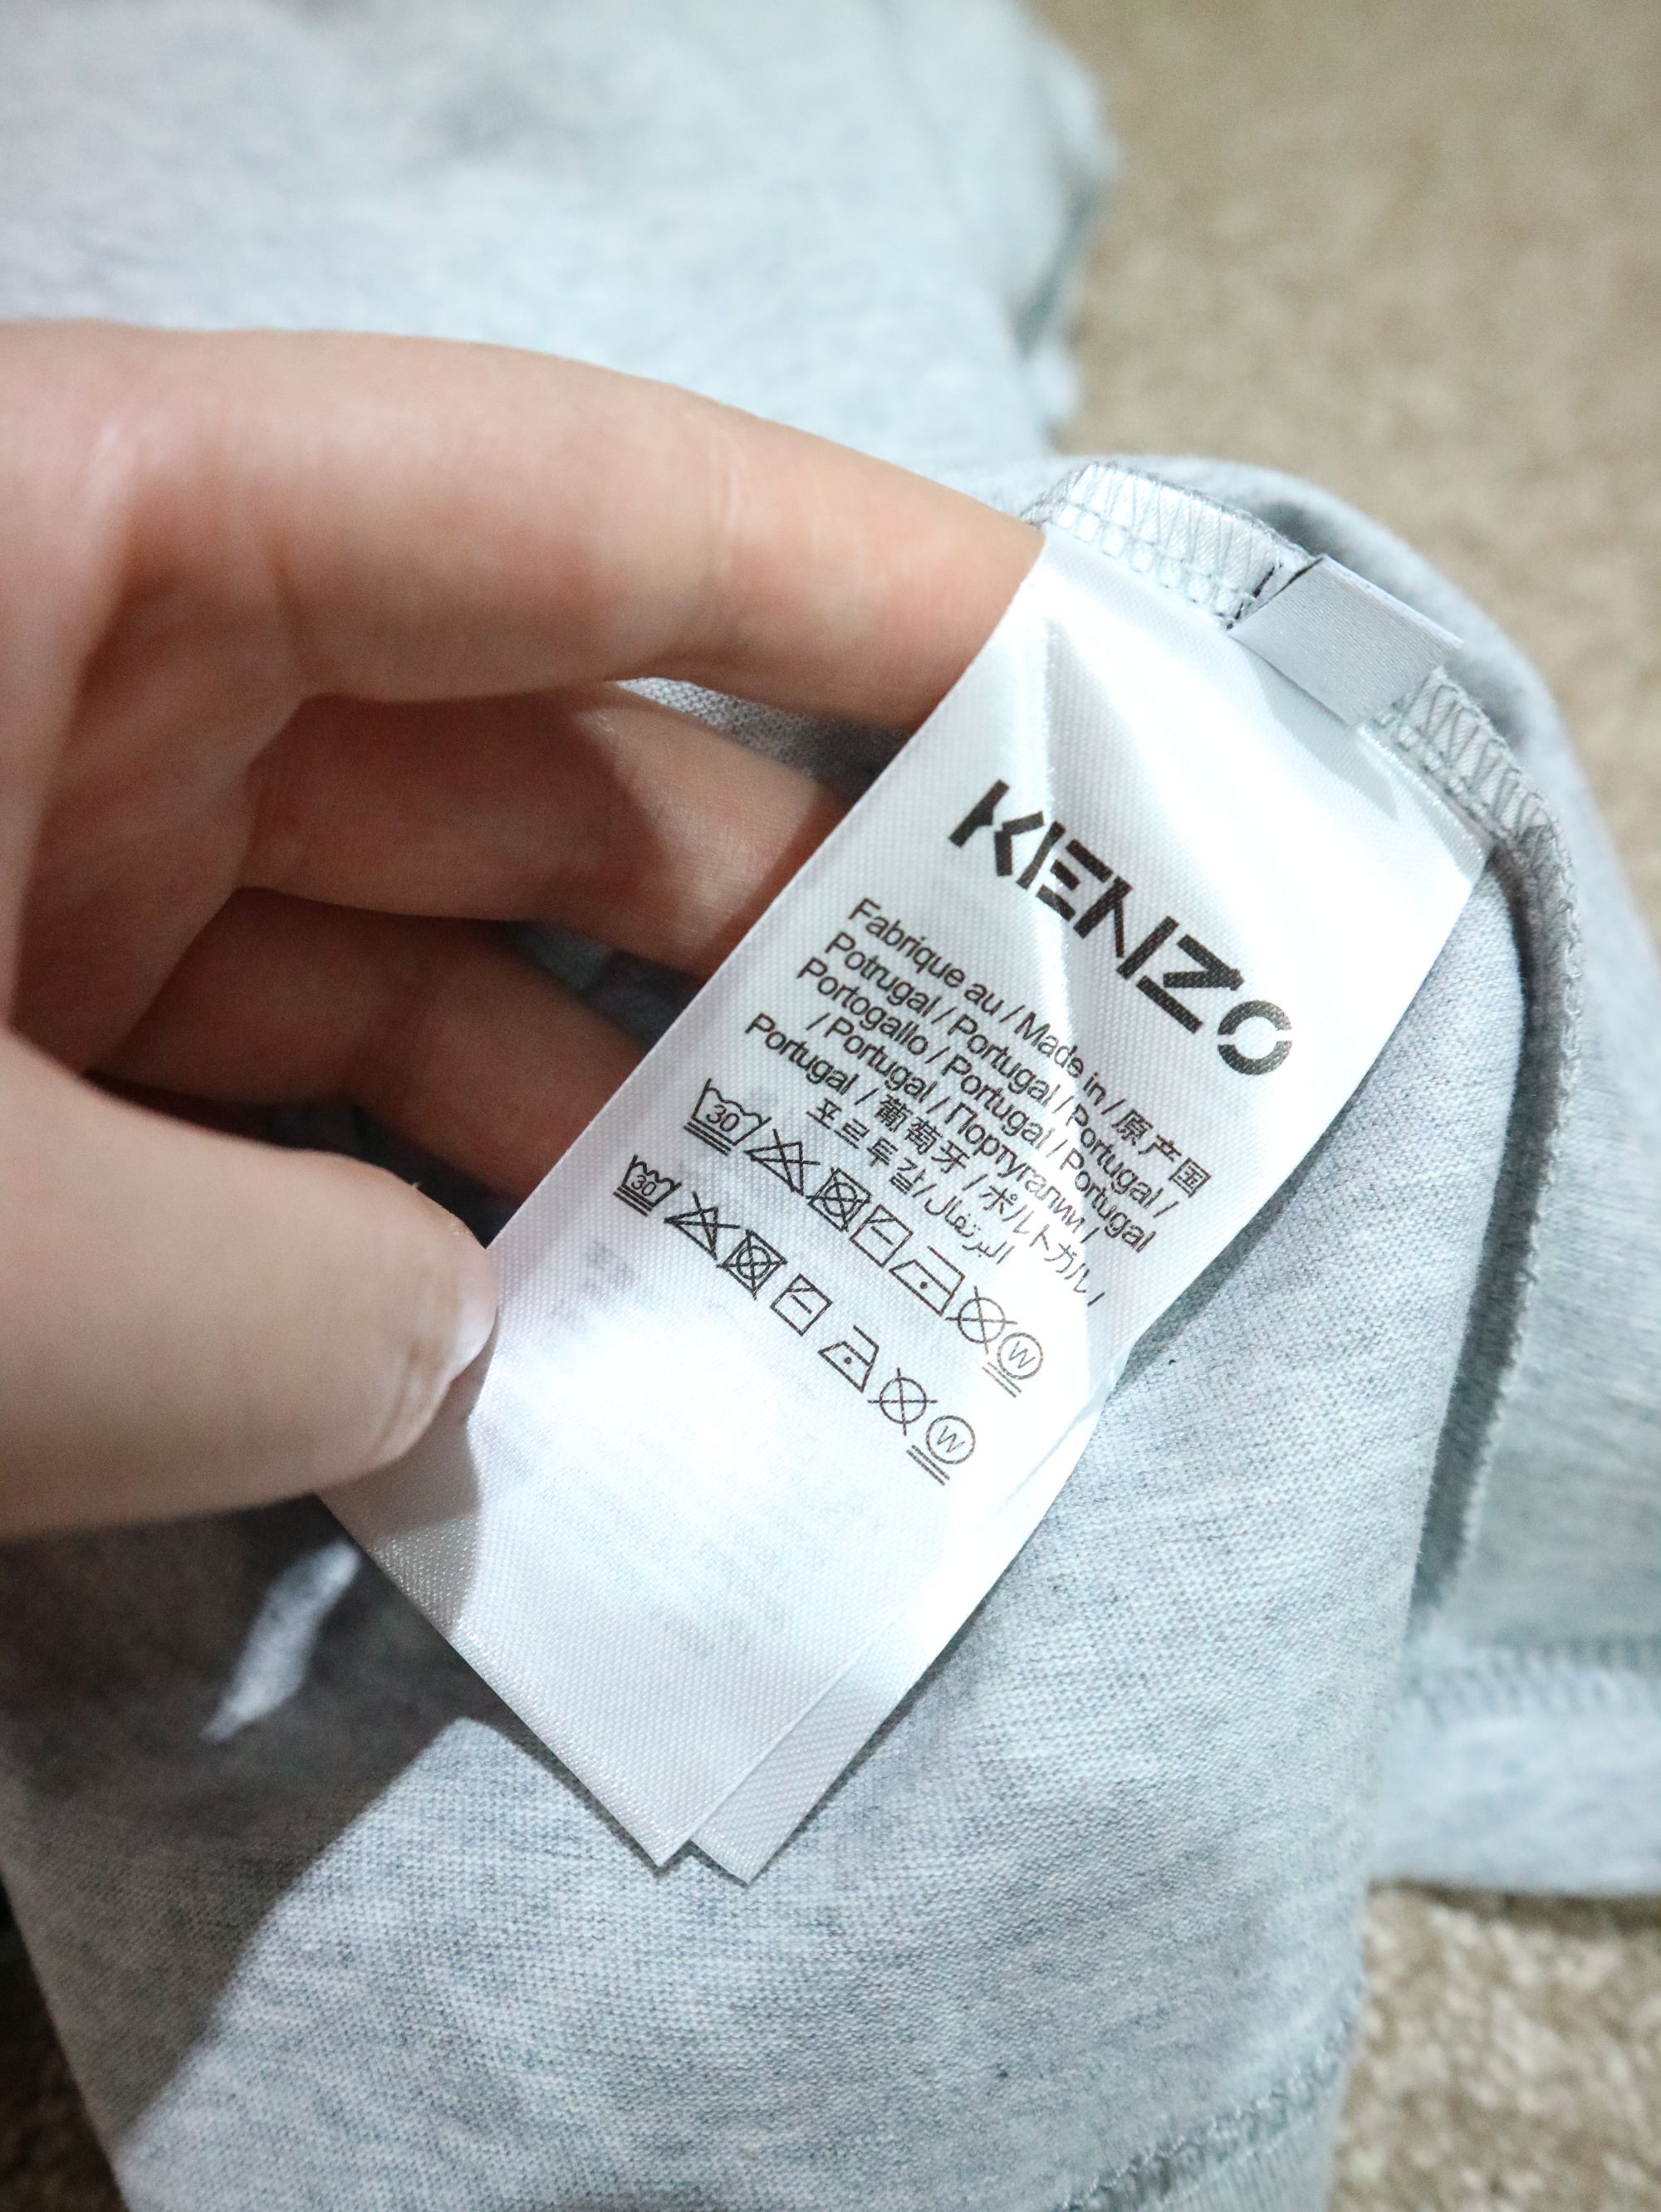 KENZO
Fabrique au / Made in / 原产国
Potrugal / Portugal / Portugal /
Portogallo / Portugal / Portugal
/ Portugal / Португалии /
Portugal / 葡萄牙 / ポルトガル /
포르투갈/البرتغال
30 W
30 W